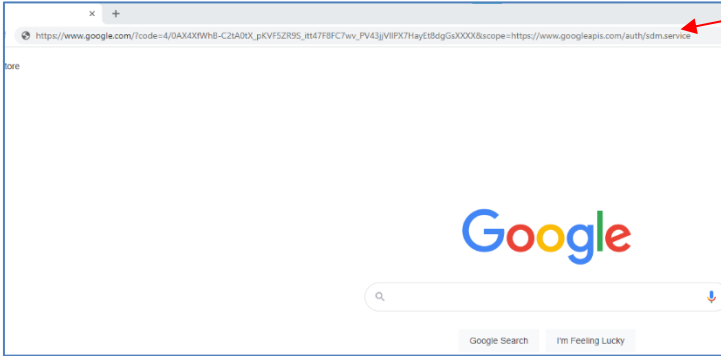 https://www.google.com/?code=4/0AX4XfWhB-C2tA0tX_pKVF5ZR9S_itt47F8FC7wv_PV43jjVIlPX7HayEt8dgGsXXXX&scope=https://www.googleapis.com/auth/sdm.service
tore
Google
Google Search I'm Feeling Lucky